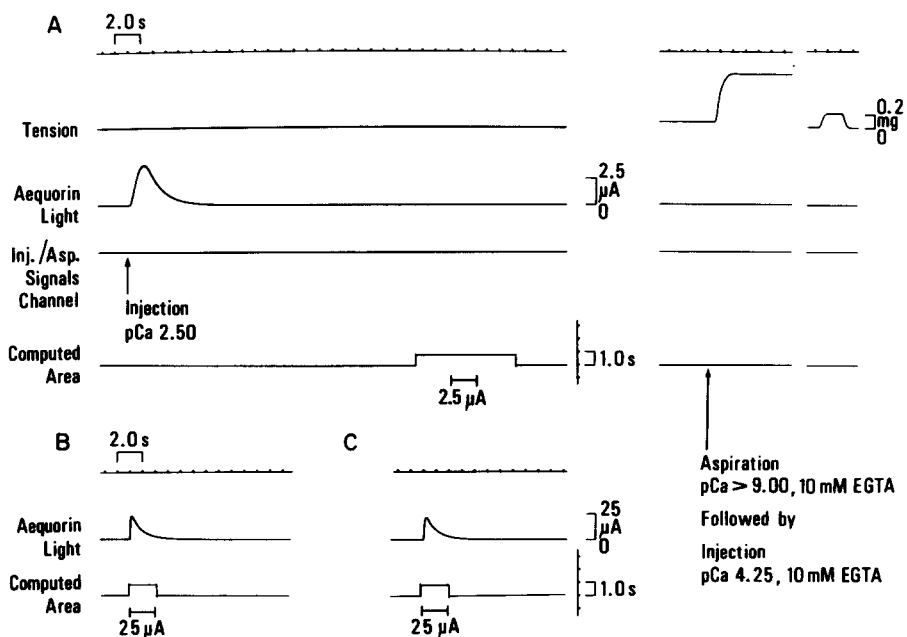 A
2.0 s
Tension
0.2
mg
0
Aequorin
Light
2.5
µA
0
Inj./Asp.
Signals
Channel
Injection
pCa 2.50
Computed
Area
1.0 s
2.5 µA
Aspiration
pCa > 9.00, 10 mM EGTA
Followed by
Injection
pCa 4.25, 10 mM EGTA
B
2.0 s
C
Aequorin
Light
25
µA
0
Computed
Area
1.0 s
25 µA
25 µA